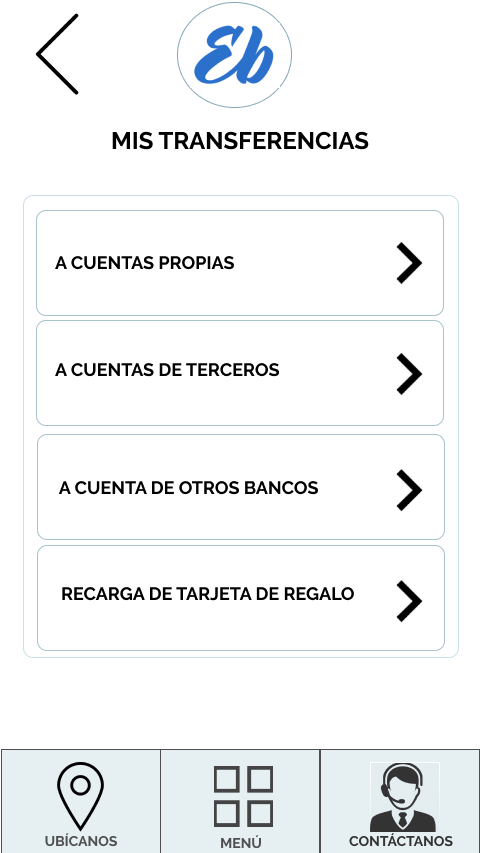 Eb
MIS TRANSFERENCIAS
A CUENTAS PROPIAS
A CUENTAS DE TERCEROS
A CUENTA DE OTROS BANCOS
RECARGA DE TARJETA DE REGALO
UBÍCANOS
MENÚ
CONTÁCTANOS